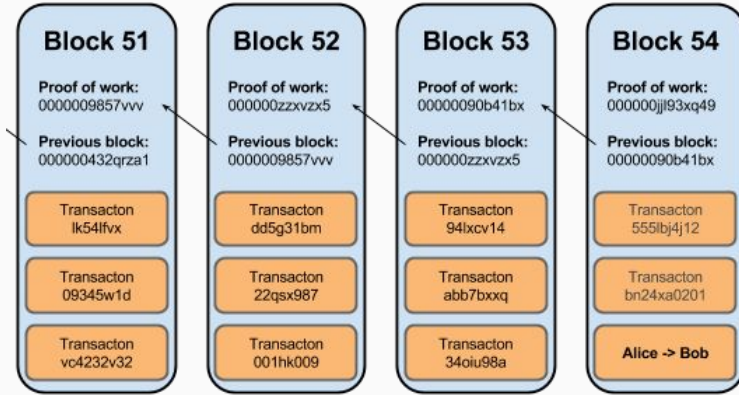 Block 51
Proof of work:
0000009857vvv
Previous block:
000000432qrza1
Transacton
lk54lfvx
Transacton
09345w1d
Transacton
vc4232v32
Block 52
Proof of work:
000000zzxvzx5
Previous block:
0000009857vvv
Transacton
dd5g31bm
Transacton
22qsx987
Transacton
001hk009
Block 53
Proof of work:
00000090b41bx
Previous block:
000000zzxvzx5
Transacton
94lxcv14
Transacton
abb7bxxq
Transacton
34oiu98a
Block 54
Proof of work:
000000jjl93xq49
Previous block:
00000090b41bx
Transacton
555lbj4j12
Transacton
bn24xa0201
Alice -> Bob